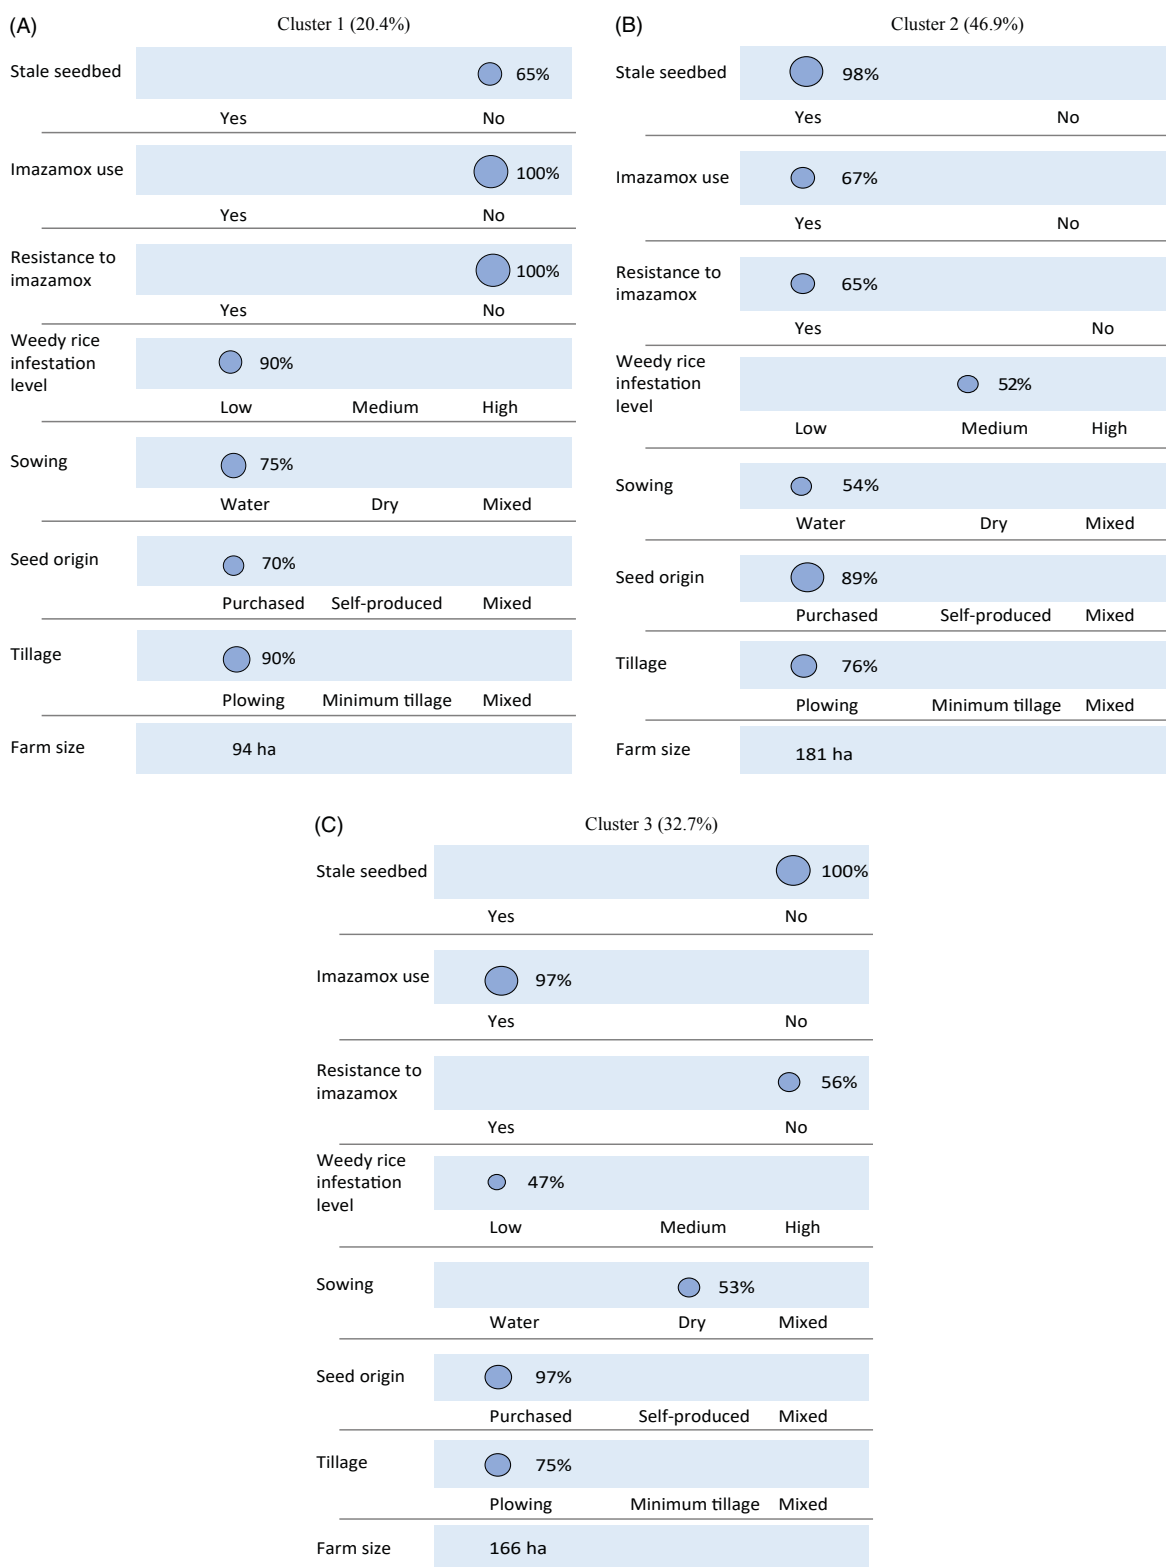 (A) Cluster 1 (20.4%)
Stale seedbed 65%
Yes No
Imazamox use 100%
Yes No
Resistance to
imazamox 100%
Yes No
Weedy rice
infestation 90%
level
Low Medium High
Sowing 75%
Water Dry Mixed
Seed origin 70%
Purchased Self-produced Mixed
Tillage 90%
Plowing Minimum tillage Mixed
Farm size 94 ha
(B) Cluster 2 (46.9%)
Stale seedbed 98%
Yes No
Imazamox use 67%
Yes No
Resistance to
imazamox 65%
Yes No
Weedy rice
infestation 52%
level
Low Medium High
Sowing 54%
Water Dry Mixed
Seed origin 89%
Purchased Self-produced Mixed
Tillage 76%
Plowing Minimum tillage Mixed
Farm size 181 ha
(C) Cluster 3 (32.7%)
Stale seedbed 100%
Yes No
Imazamox use 97%
Yes No
Resistance to
imazamox 56%
Yes No
Weedy rice
infestation 47%
level
Low Medium High
Sowing 53%
Water Dry Mixed
Seed origin 97%
Purchased Self-produced Mixed
Tillage 75%
Plowing Minimum tillage Mixed
Farm size 166 ha